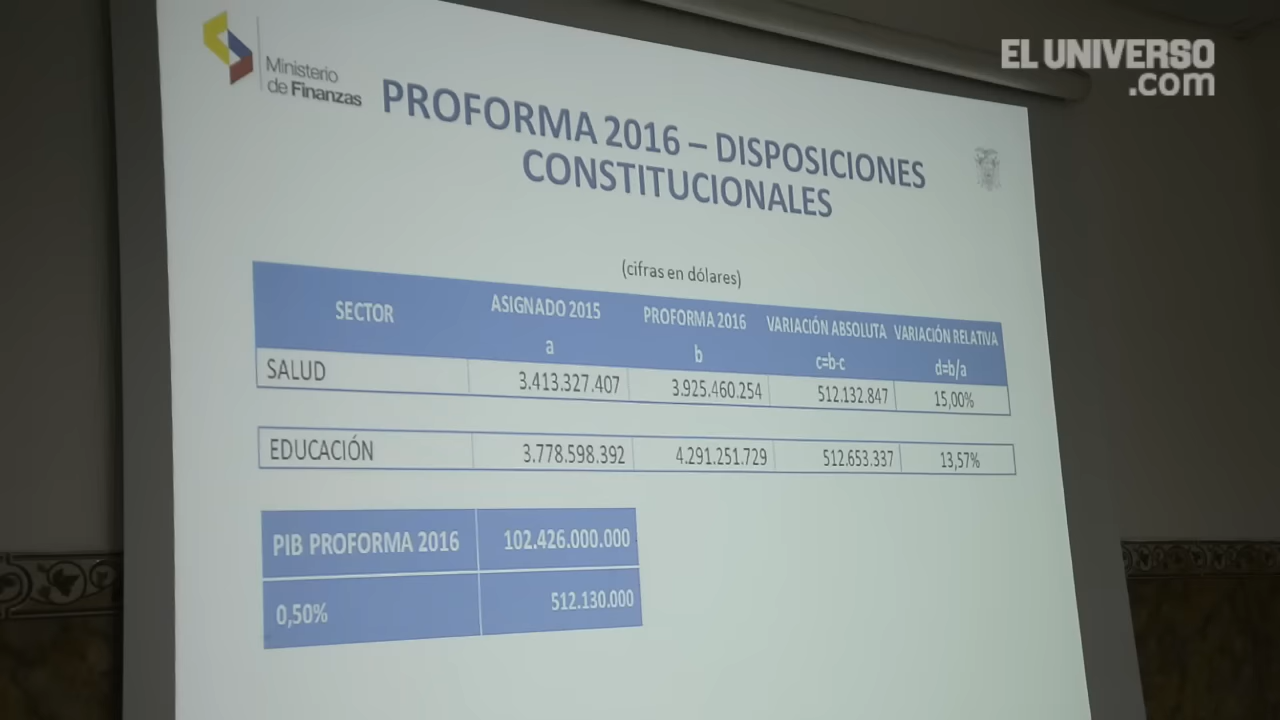 EL UNIVERSO
.com
Ministerio
de Finanzas
PROFORMA 2016 – DISPOSICIONES
CONSTITUCIONALES
(cifras en dólares)
SECTOR ASIGNADO 2015 PROFORMA 2016 VARIACIÓN ABSOLUTA VARIACIÓN RELATIVA
a b c=b-c d=b/a
SALUD 3.413.327.407 3.925.460.254 512.132.847 15,00%
EDUCACIÓN 3.778.598.392 4.291.251.729 512.653.337 13,57%
PIB PROFORMA 2016 102.426.000.000
0,50% 512.130.000